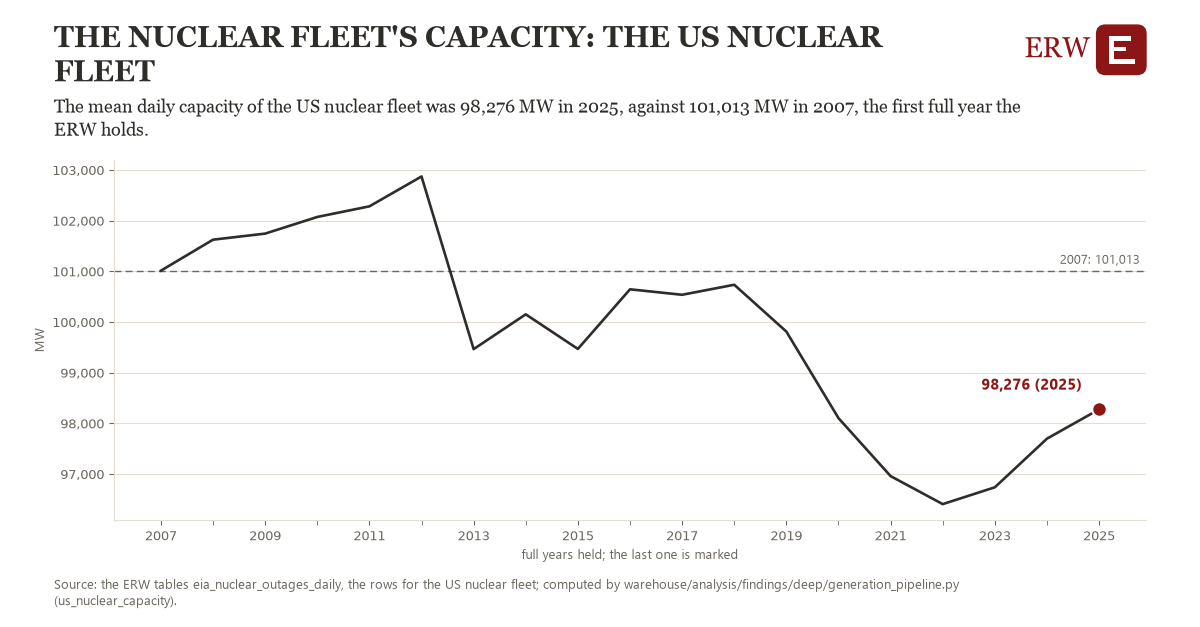 THE NUCLEAR FLEET'S CAPACITY: THE US NUCLEAR
FLEET
ERW E
The mean daily capacity of the US nuclear fleet was 98,276 MW in 2025, against 101,013 MW in 2007, the first full year the
ERW holds.
103,000
102,000
101,000
100,000
99,000
98,000
97,000
MW
2007: 101,013
98,276 (2025)
2007 2009 2011 2013 2015 2017 2019 2021 2023 2025
full years held; the last one is marked
Source: the ERW tables eia_nuclear_outages_daily, the rows for the US nuclear fleet; computed by warehouse/analysis/findings/deep/generation_pipeline.py
(us_nuclear_capacity).